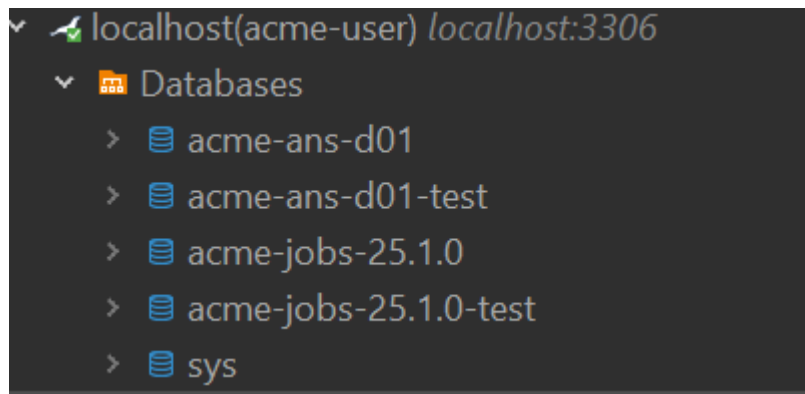 localhost(acme-user) localhost:3306
Databases
acme-ans-d01
acme-ans-d01-test
acme-jobs-25.1.0
acme-jobs-25.1.0-test
sys